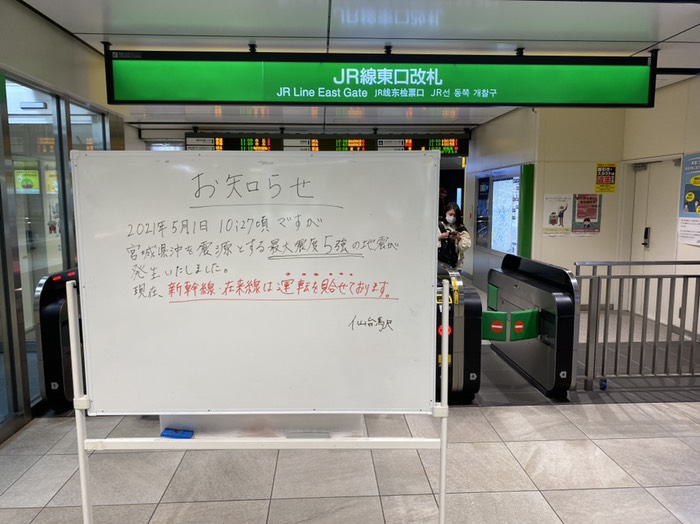 JR線東口改札
JR Line East Gate JR线东检票口 JR선 동쪽 개찰구
お知らせ
2021年5月1日 10:27頃 ですが
宮城県沖を震源とする最大震度5強の地震が
発生いたしました。
現在、新幹線・在来線は運転を見合せております。
仙台駅